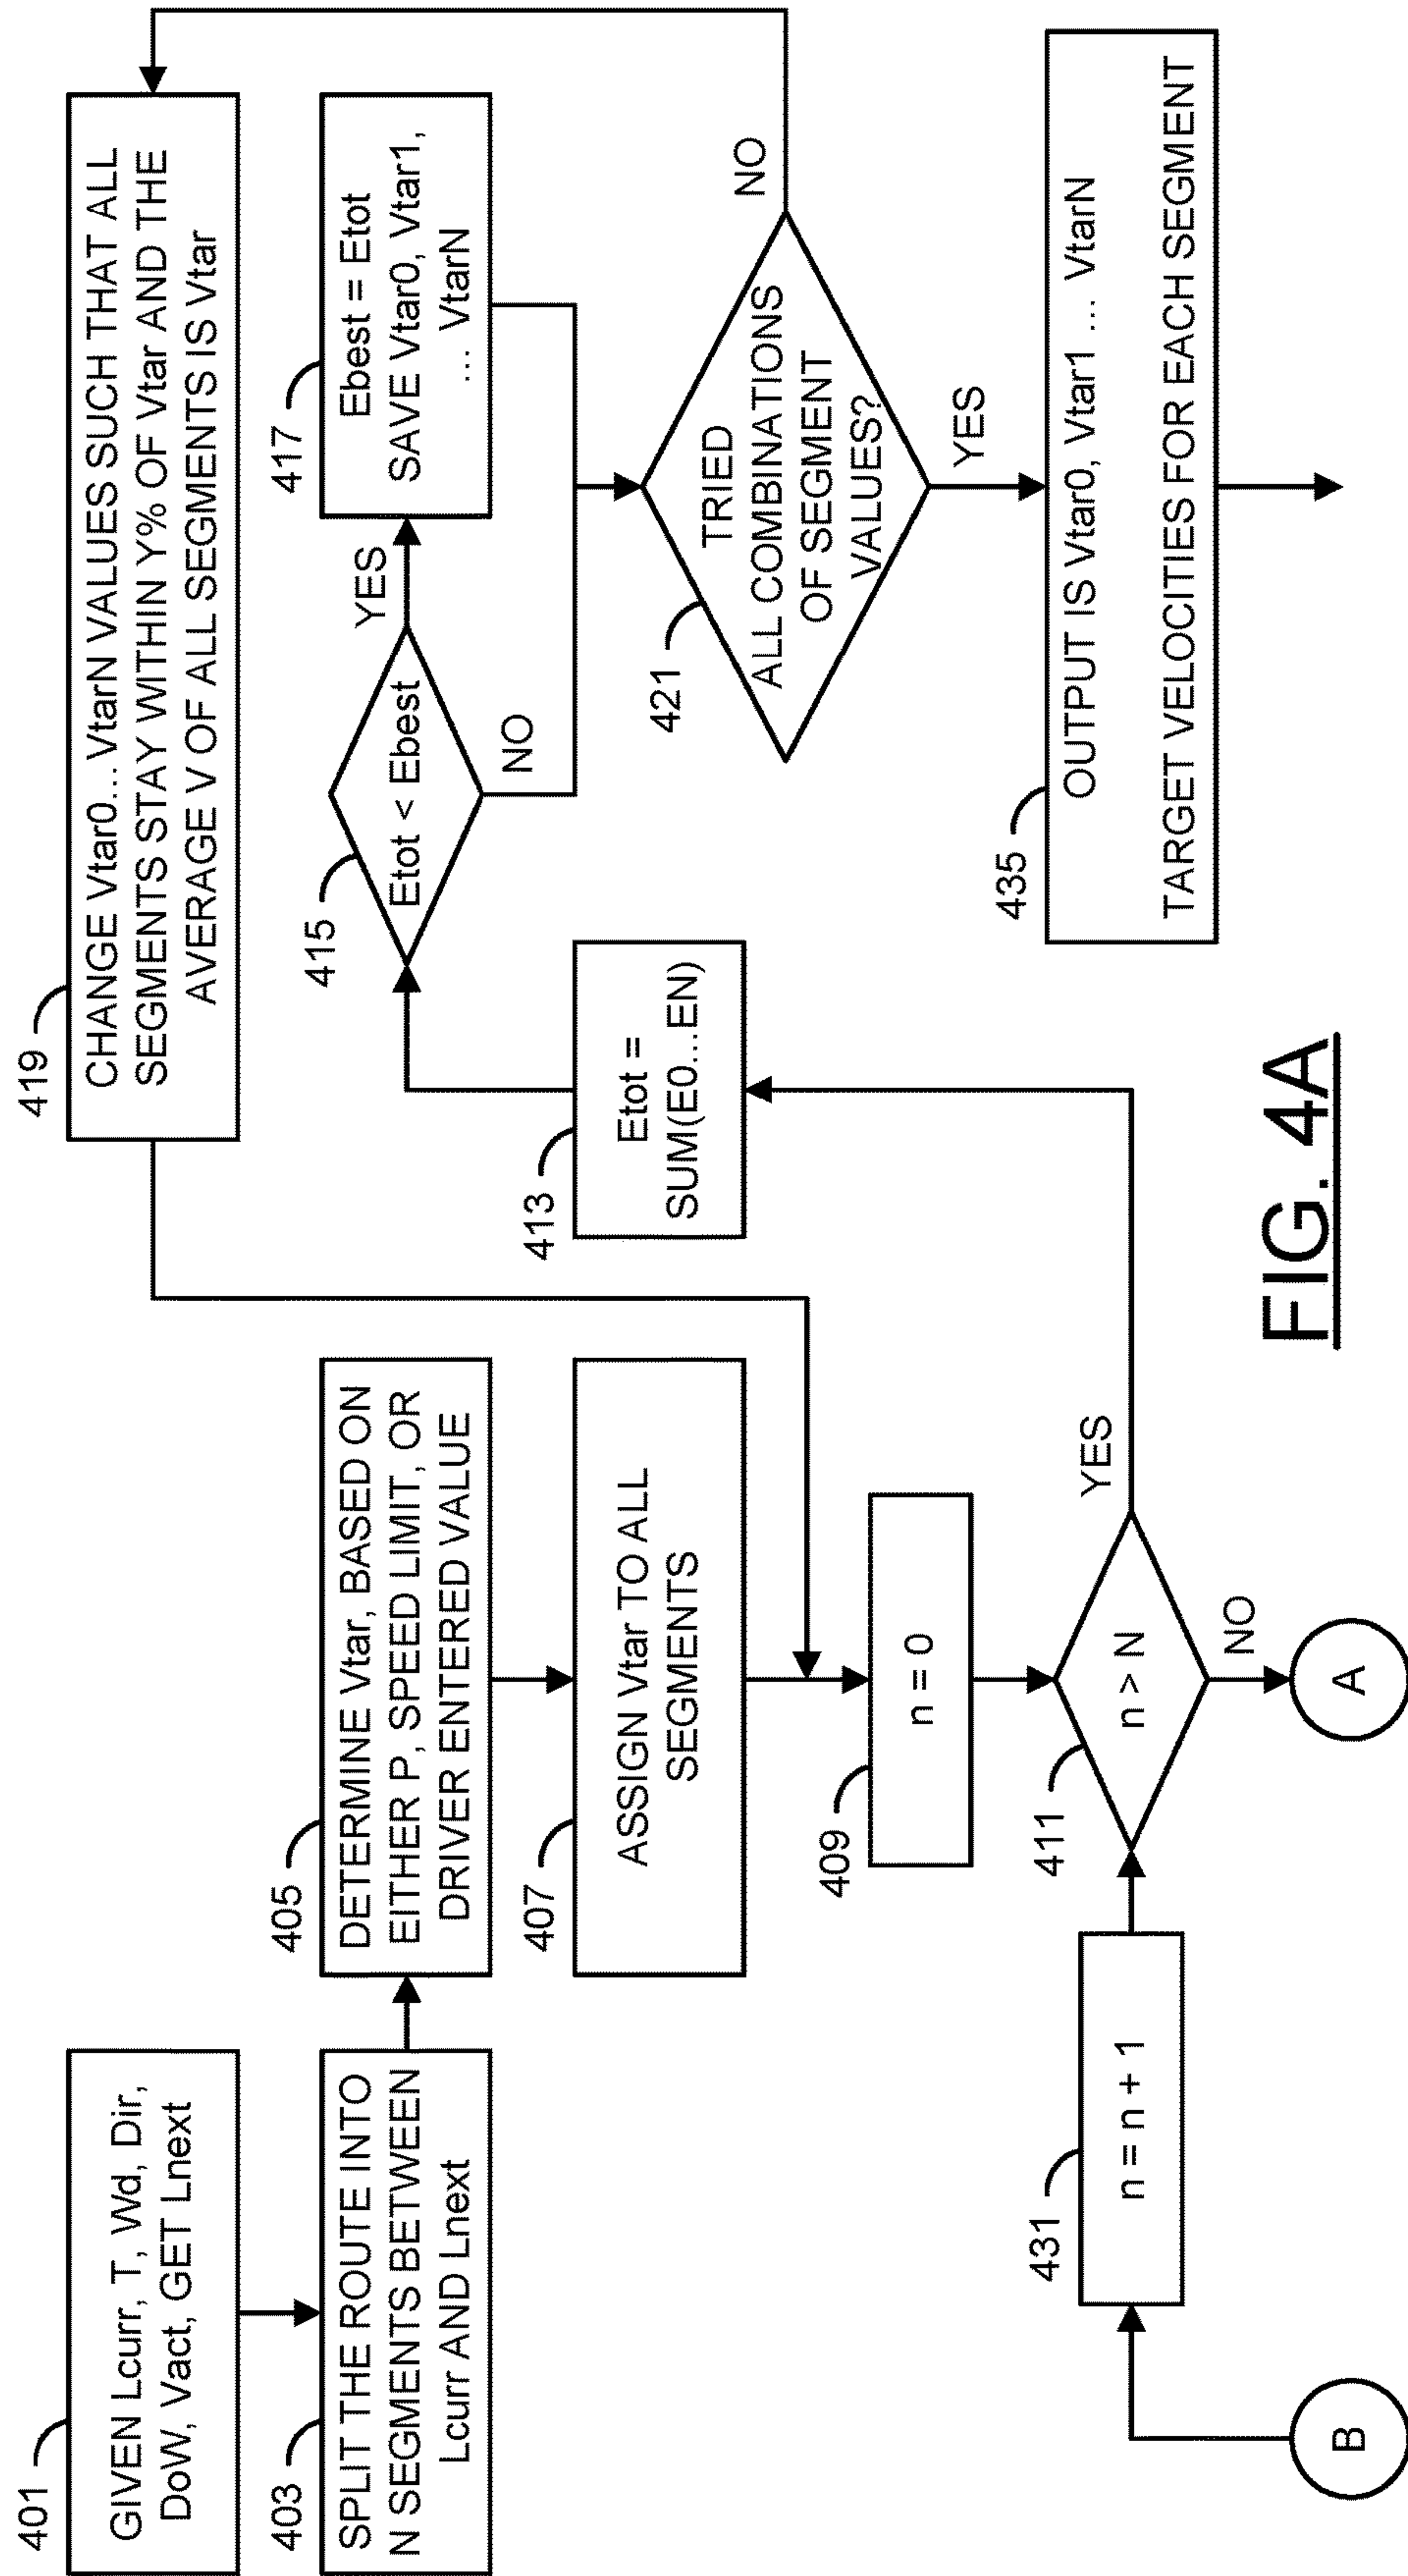 401
GIVEN Lcurr, T, Wd, Dir,
DoW, Vact, GET Lnext
403
SPLIT THE ROUTE INTO
N SEGMENTS BETWEEN
Lcurr AND Lnext
405
DETERMINE Vtar, BASED ON
EITHER P, SPEED LIMIT, OR
DRIVER ENTERED VALUE
407
ASSIGN Vtar TO ALL
SEGMENTS
409
n = 0
411
n > N
YES
NO
A
B
431
n = n + 1
413
Etot =
SUM(E0...EN)
415
Etot < Ebest
YES
NO
417
Ebest = Etot
SAVE Vtar0, Vtar1,
... VtarN
419
CHANGE Vtar0... VtarN VALUES SUCH THAT ALL
SEGMENTS STAY WITHIN Y% OF Vtar AND THE
AVERAGE V OF ALL SEGMENTS IS Vtar
421
TRIED
ALL COMBINATIONS
OF SEGMENT
VALUES?
NO
YES
435
OUTPUT IS Vtar0, Vtar1 ... VtarN
TARGET VELOCITIES FOR EACH SEGMENT
FIG. 4A